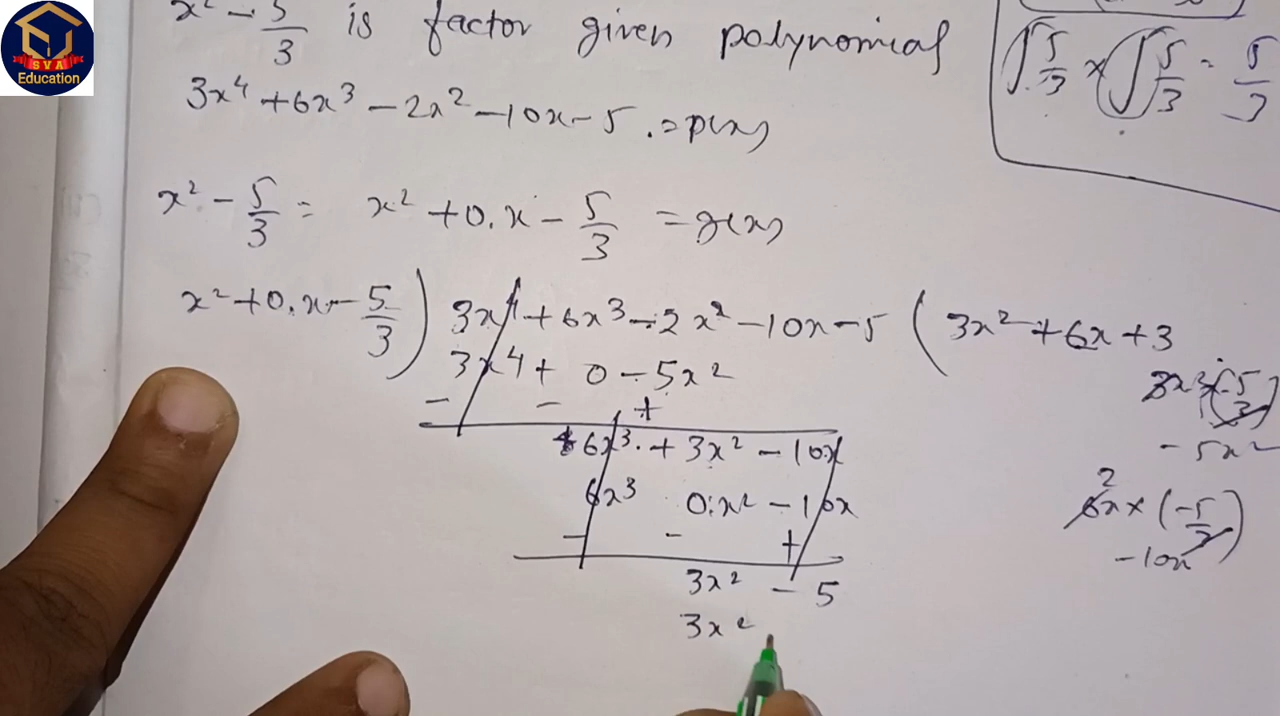 SVA
Education
x² - 5/3 is factor given polynomial
3x⁴ + 6x³ - 2x² - 10x - 5 . = p(x)
√5/3 × √5/3 = 5/3
x² - 5/3 = x² + 0.x - 5/3 = g(x)
x² + 0.x - 5/3 ) 3x⁴ + 6x³ - 2x² - 10x - 5 ( 3x² + 6x + 3
3x⁴ + 0 - 5x²
- - +
6x³ + 3x² - 10x
6x³ 0.x² - 10x
- - +
3x² - 5
3x²
3x² (-5/3)
- 5x²
2
6x × (-5/3)
- 10x